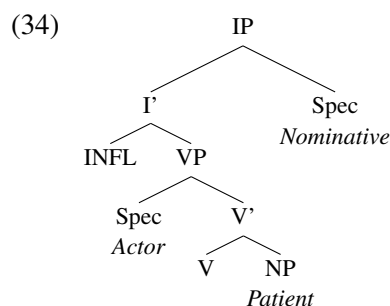 (34)
IP
I' Spec
Nominative
INFL VP
Spec V'
Actor
V NP
Patient